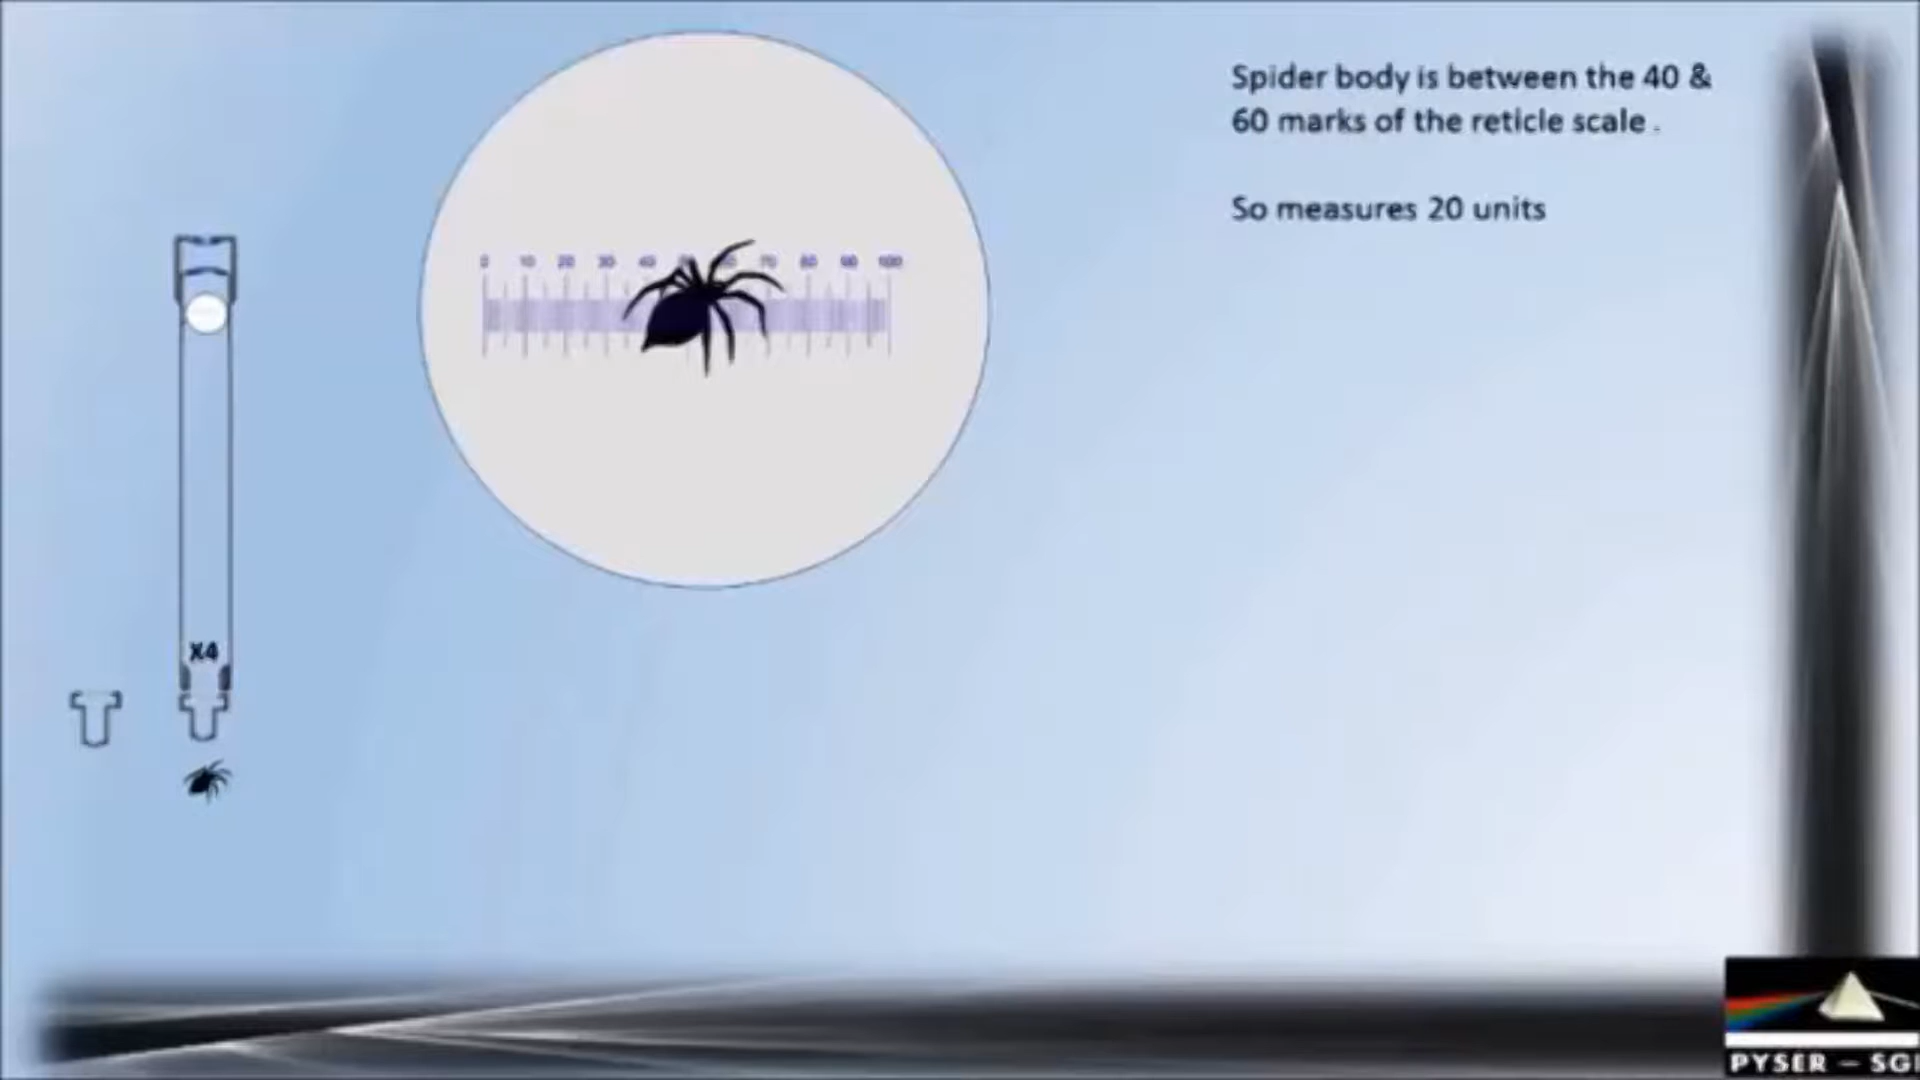 Spider body is between the 40 &
60 marks of the reticle scale .
So measures 20 units
0 10 20 30 40 70 80 90 100
X4
PYSER – SGI